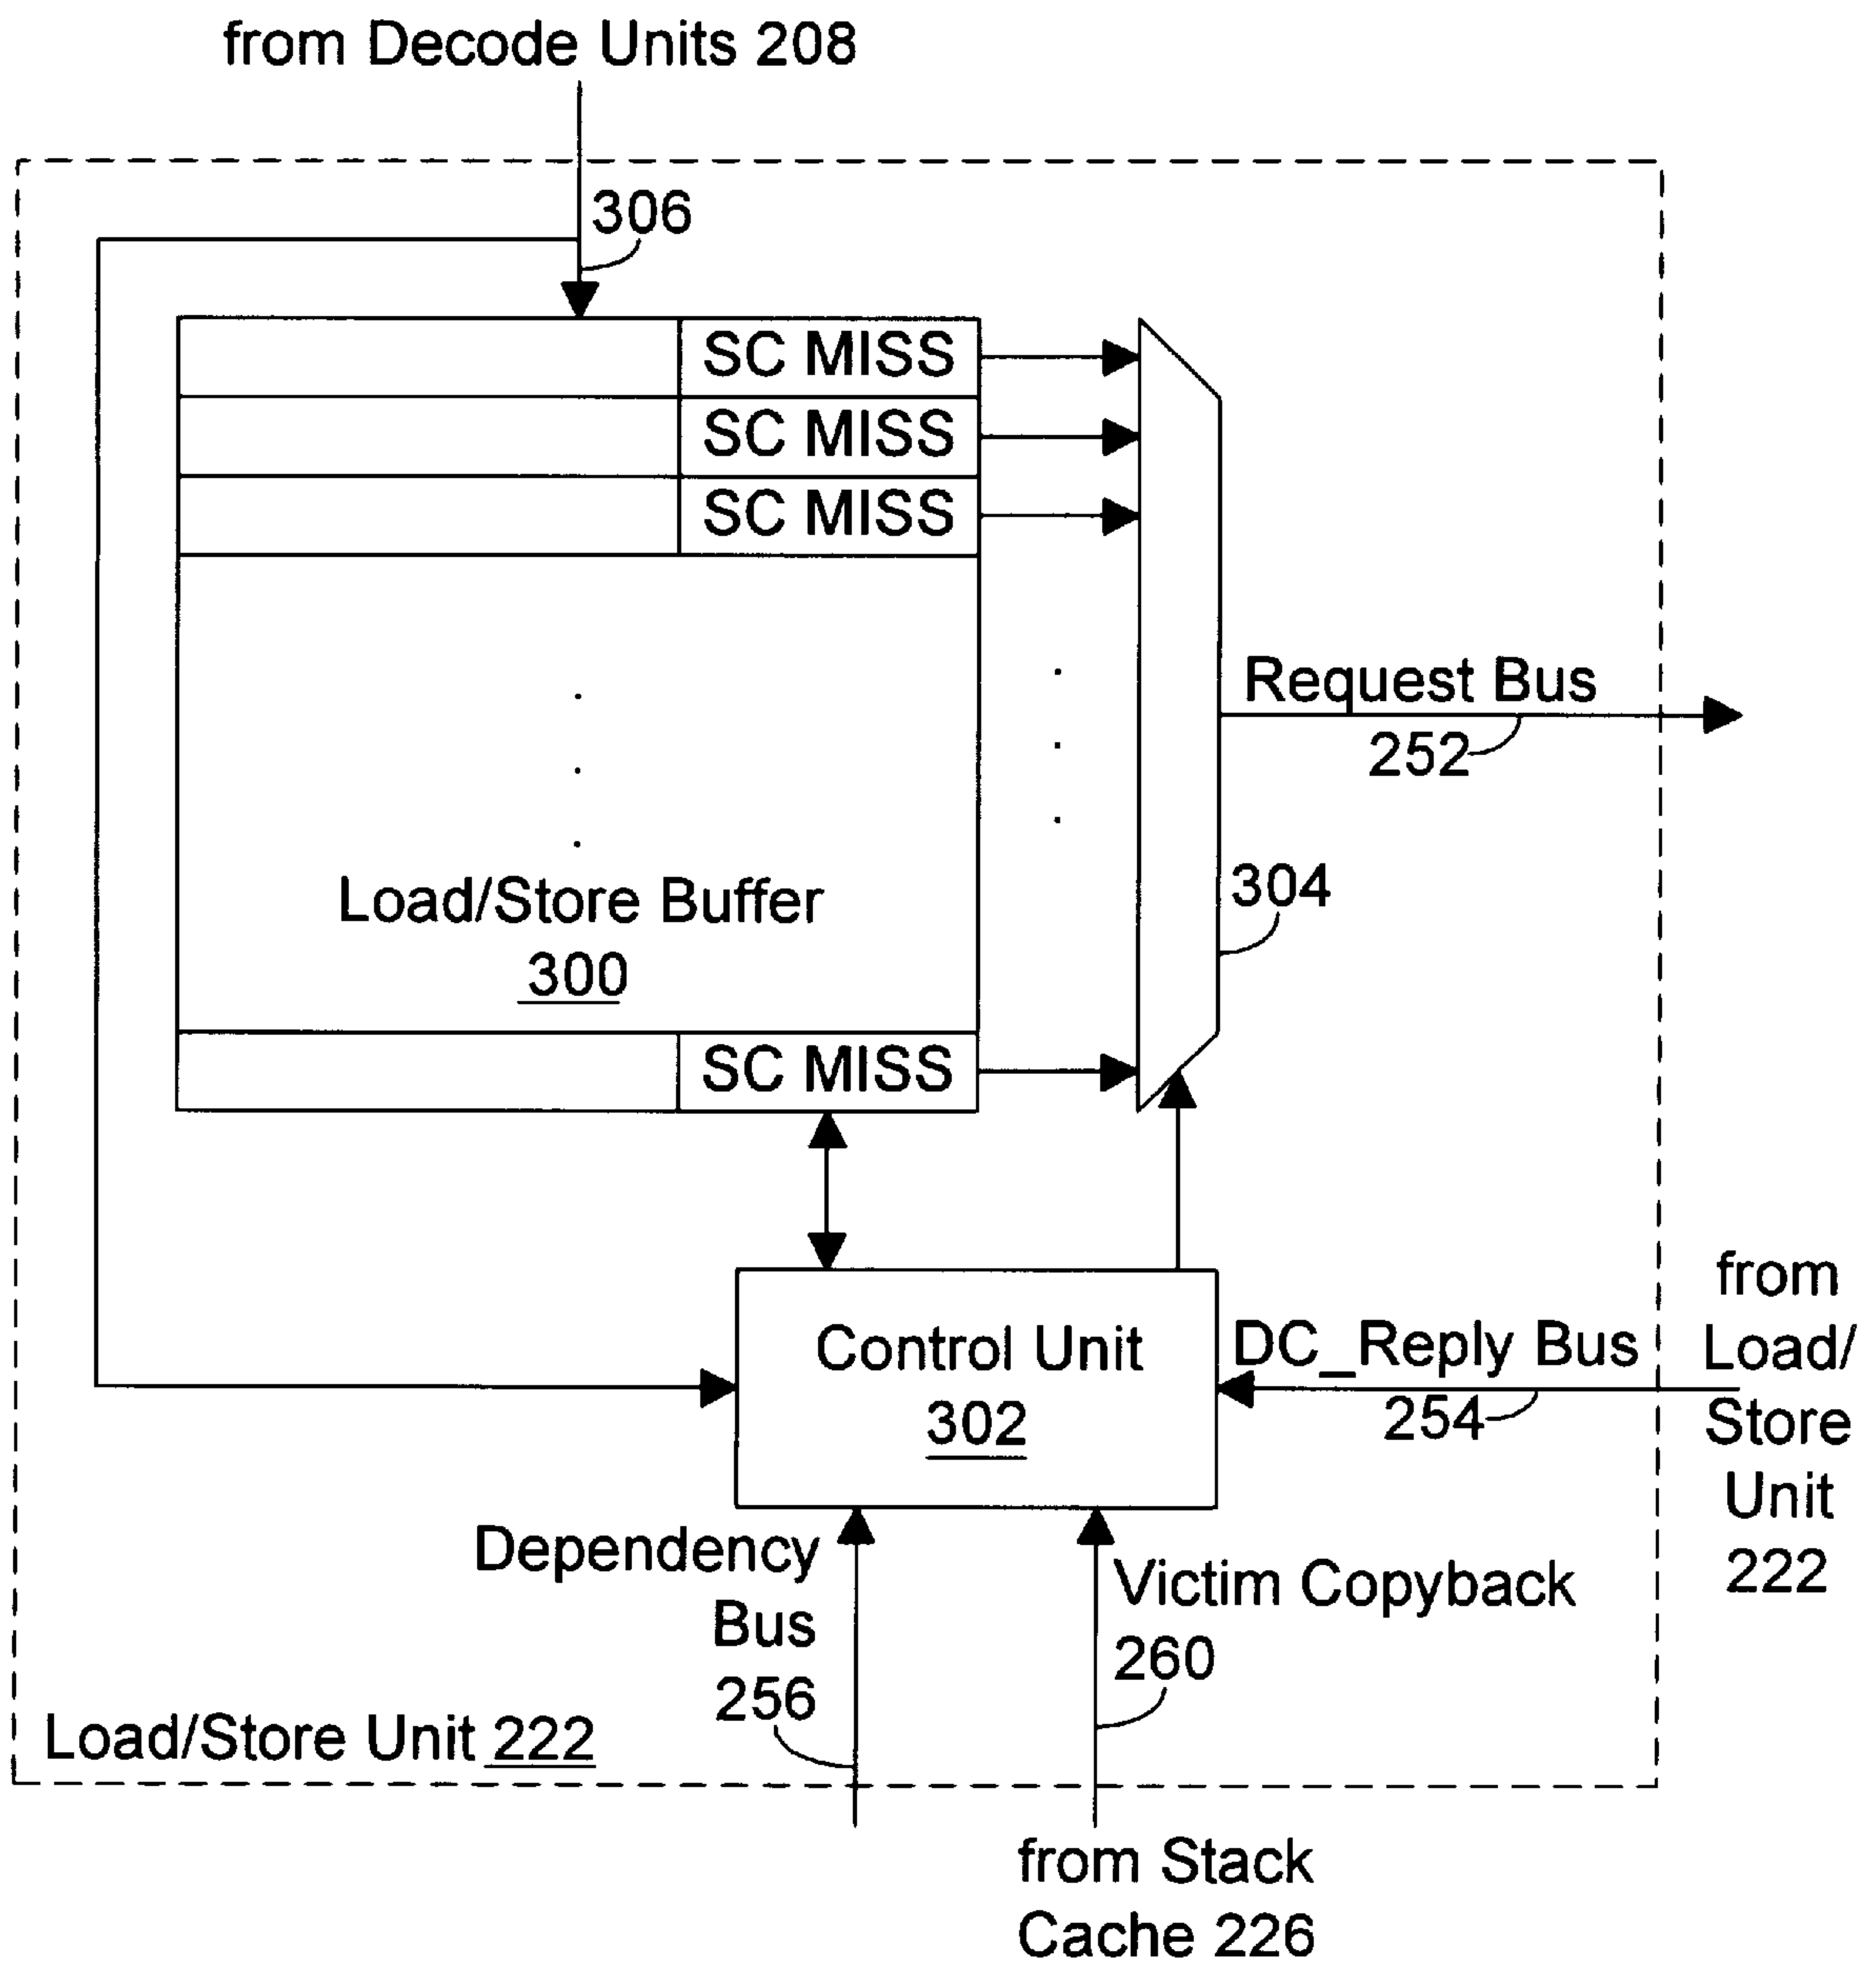 from Decode Units 208
306
SC MISS
SC MISS
SC MISS
Request Bus
252
Load/Store Buffer
300
304
SC MISS
from
Load/
Store
Unit
222
Control Unit
302
DC_Reply Bus
254
Dependency
Bus
256
Victim Copyback
260
Load/Store Unit 222
from Stack
Cache 226